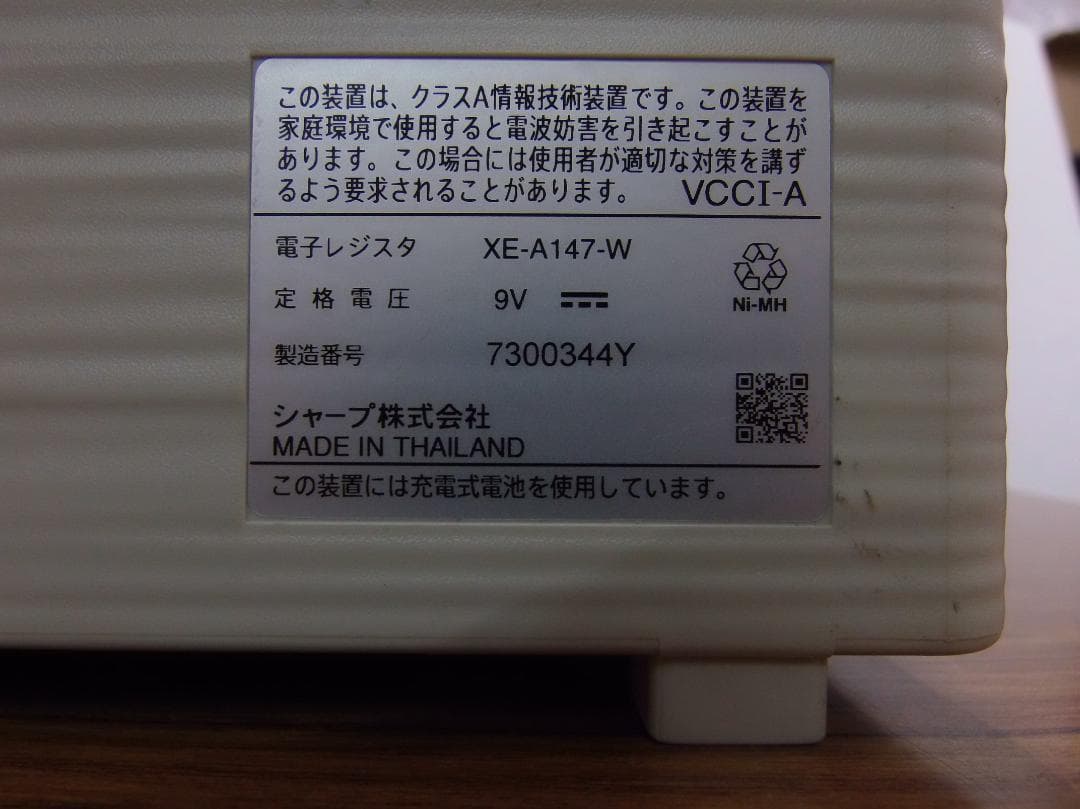 この装置は、クラスA情報技術装置です。この装置を
家庭環境で使用すると電波妨害を引き起こすことが
あります。この場合には使用者が適切な対策を講ず
るよう要求されることがあります。 VCCI-A
電子レジスタ XE-A147-W
定格電圧 9V
Ni-MH
製造番号 7300344Y
シャープ株式会社
MADE IN THAILAND
この装置には充電式電池を使用しています。